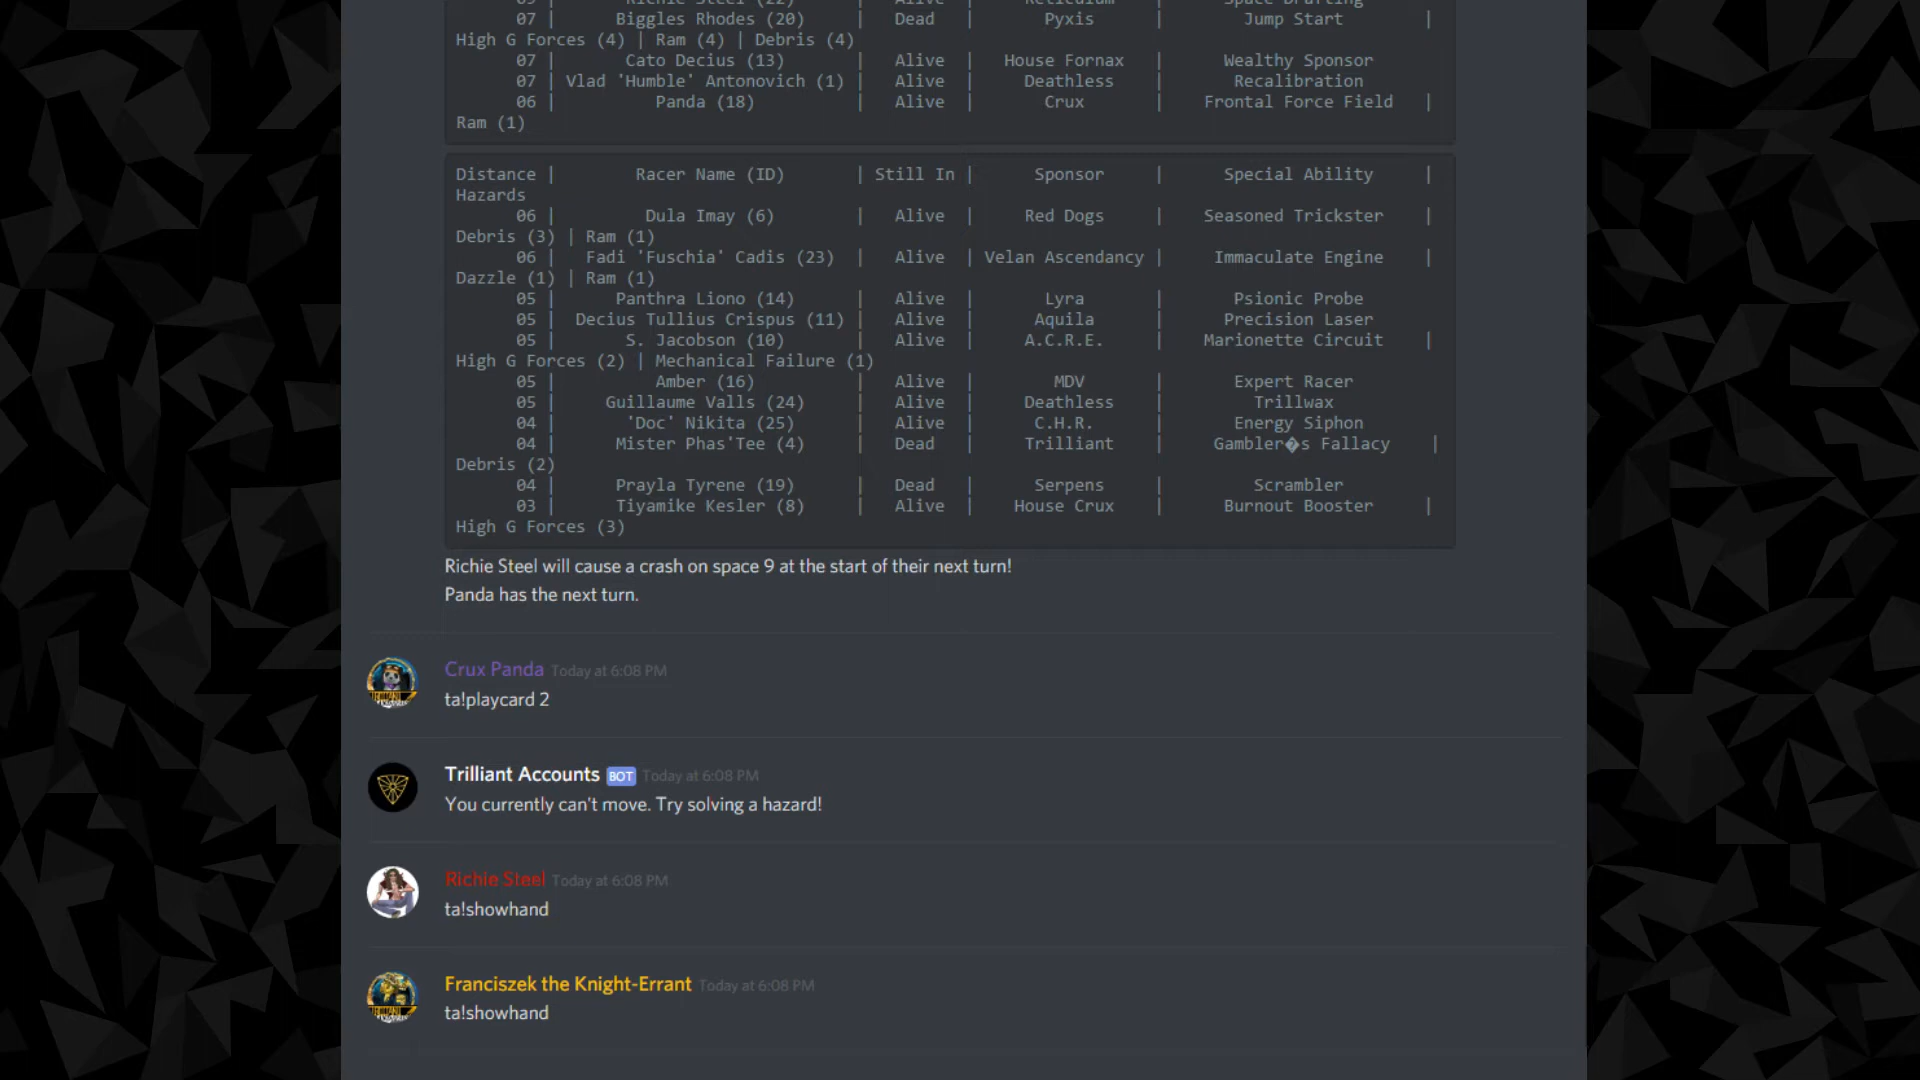 09 | Richie Steel (22) | Alive | Reticulum | Space Drafting
07 | Biggles Rhodes (20) | Dead | Pyxis | Jump Start |
High G Forces (4) | Ram (4) | Debris (4)
07 | Cato Decius (13) | Alive | House Fornax | Wealthy Sponsor
07 | Vlad 'Humble' Antonovich (1) | Alive | Deathless | Recalibration
06 | Panda (18) | Alive | Crux | Frontal Force Field |
Ram (1)
Distance | Racer Name (ID) | Still In | Sponsor | Special Ability |
Hazards
06 | Dula Imay (6) | Alive | Red Dogs | Seasoned Trickster |
Debris (3) | Ram (1)
06 | Fadi 'Fuschia' Cadis (23) | Alive | Velan Ascendancy | Immaculate Engine |
Dazzle (1) | Ram (1)
05 | Panthra Liono (14) | Alive | Lyra | Psionic Probe
05 | Decius Tullius Crispus (11) | Alive | Aquila | Precision Laser
05 | S. Jacobson (10) | Alive | A.C.R.E. | Marionette Circuit |
High G Forces (2) | Mechanical Failure (1)
05 | Amber (16) | Alive | MDV | Expert Racer
05 | Guillaume Valls (24) | Alive | Deathless | Trillwax
04 | 'Doc' Nikita (25) | Alive | C.H.R. | Energy Siphon
04 | Mister Phas'Tee (4) | Dead | Trilliant | Gambler�s Fallacy |
Debris (2)
04 | Prayla Tyrene (19) | Dead | Serpens | Scrambler
03 | Tiyamike Kesler (8) | Alive | House Crux | Burnout Booster |
High G Forces (3)
Richie Steel will cause a crash on space 9 at the start of their next turn!
Panda has the next turn.
Crux Panda Today at 6:08 PM
ta!playcard 2
Trilliant Accounts BOT Today at 6:08 PM
You currently can't move. Try solving a hazard!
Richie Steel Today at 6:08 PM
ta!showhand
Franciszek the Knight-Errant Today at 6:08 PM
ta!showhand